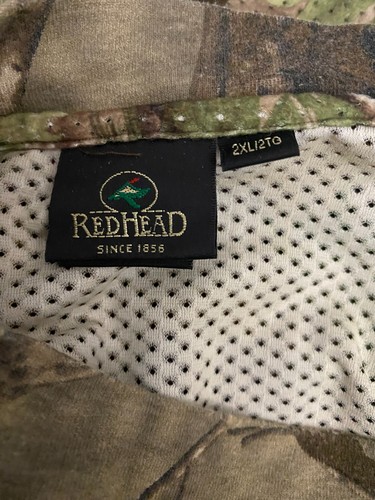 REDHEAD
SINCE 1856
2XL/2TG